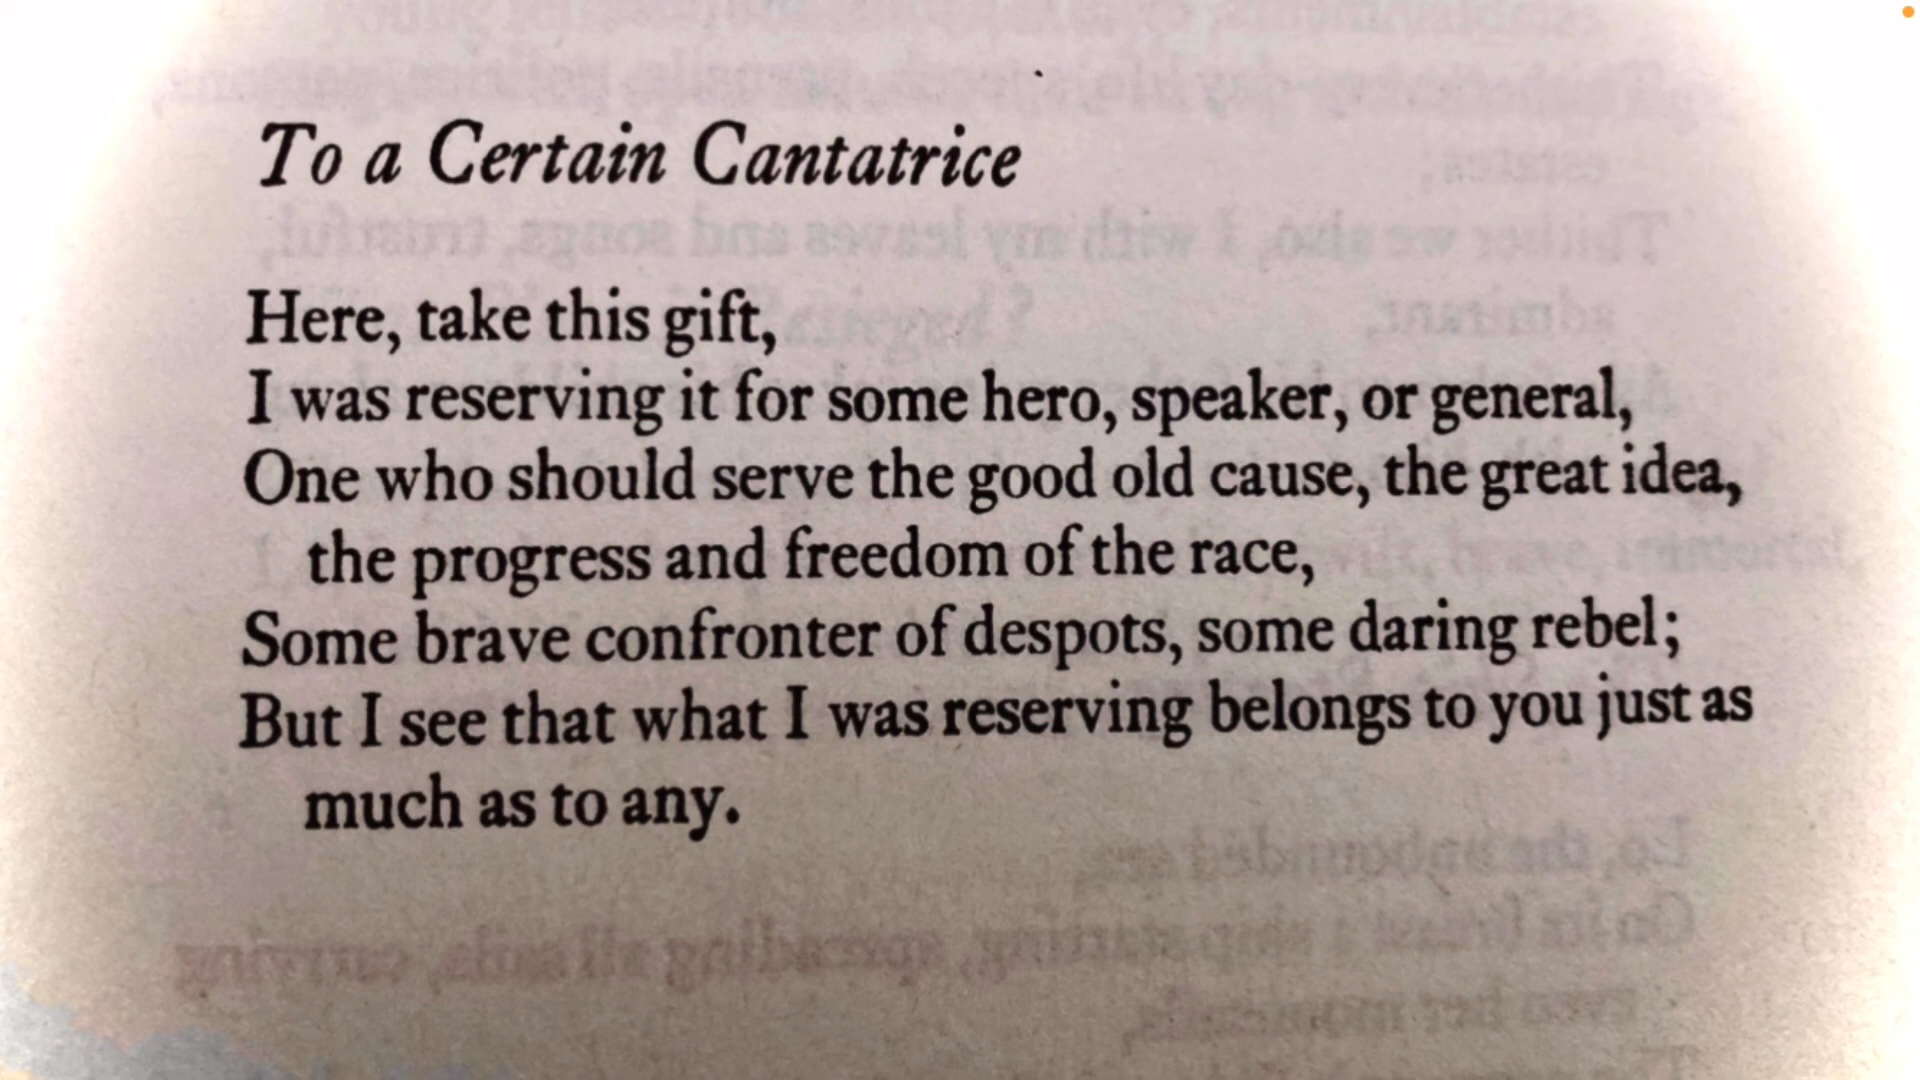 To a Certain Cantatrice
Here, take this gift,
I was reserving it for some hero, speaker, or general,
One who should serve the good old cause, the great idea,
the progress and freedom of the race,
Some brave confronter of despots, some daring rebel;
But I see that what I was reserving belongs to you just as
much as to any.